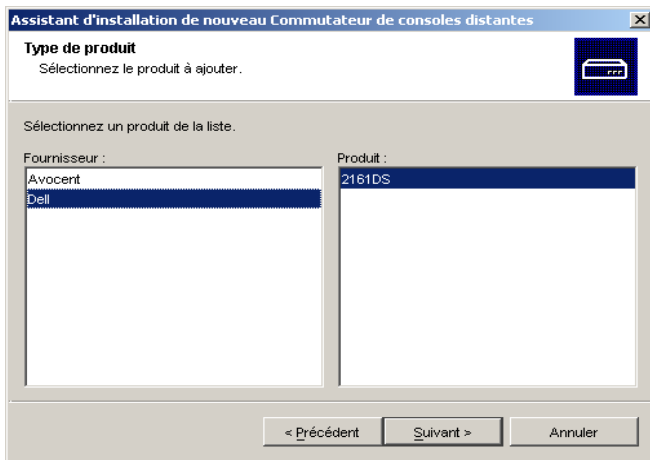 Assistant d'installation de nouveau Commutateur de consoles distantes
Type de produit
Sélectionnez le produit à ajouter.
Sélectionnez un produit de la liste.
Fournisseur :
Avocent
Dell
Produit :
2161DS
< Précédent
Suivant >
Annuler